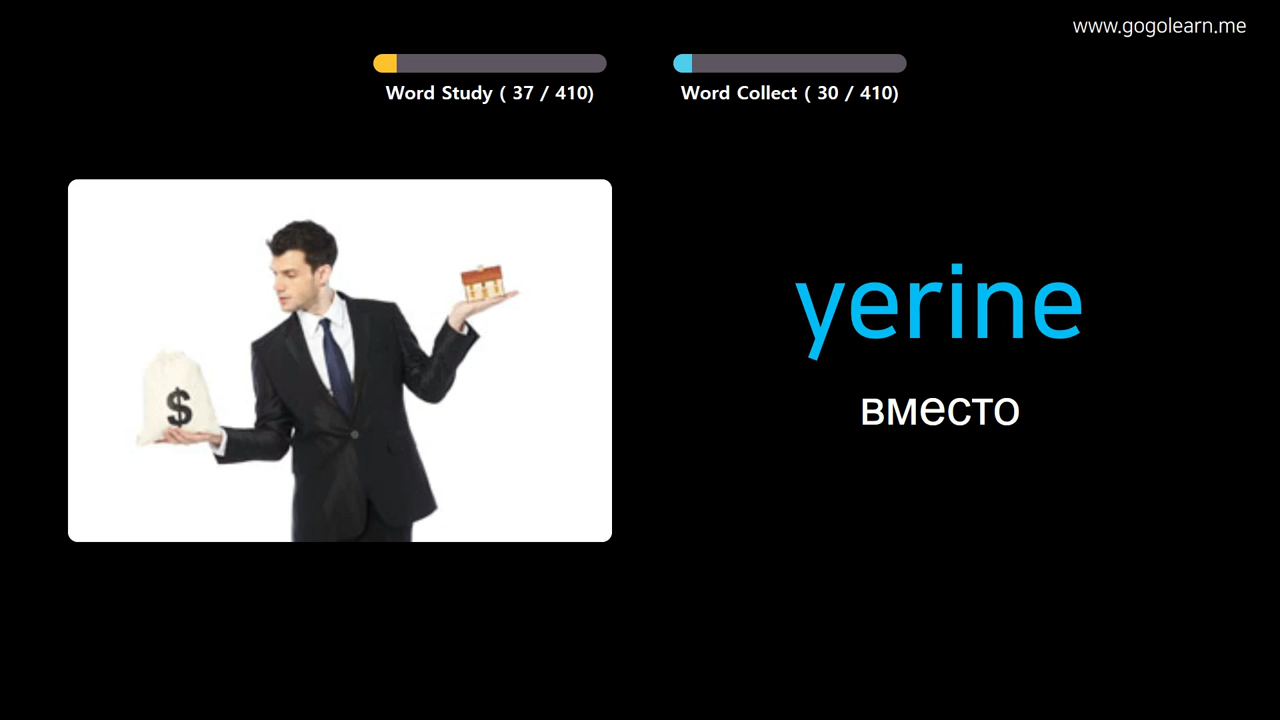 www.gogolearn.me
Word Study ( 37 / 410)
Word Collect ( 30 / 410)
yerine
вместо
$